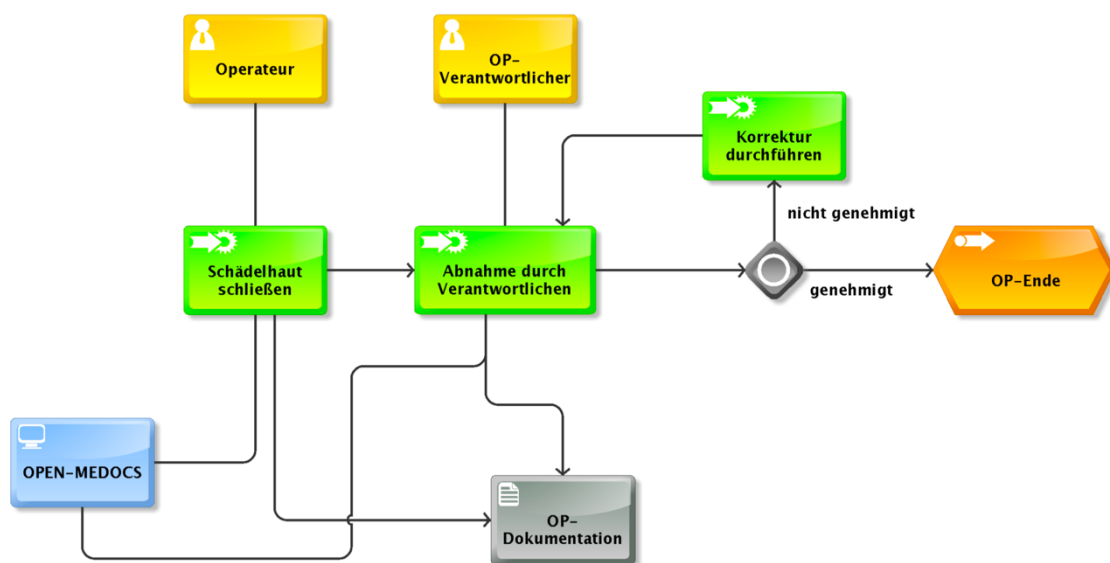 Operateur
OP-
Verantwortlicher
Korrektur
durchführen
nicht genehmigt
Schädelhaut
schließen
Abnahme durch
Verantwortlichen
genehmigt
OP-Ende
OPEN-MEDOCS
OP-
Dokumentation